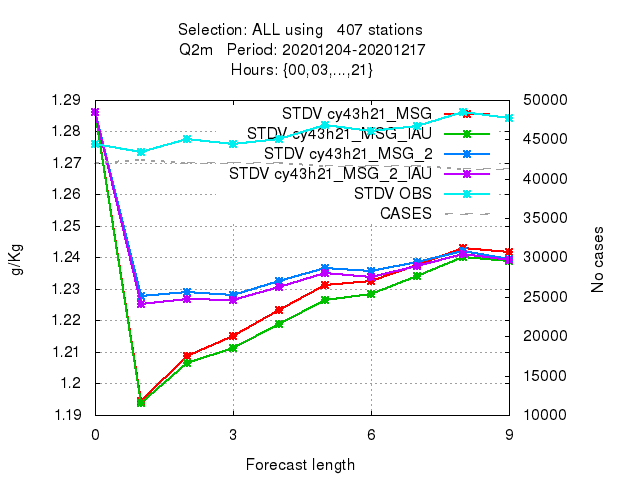 Selection: ALL using   407 stations
Q2m   Period: 20201204-20201217
Hours: {00,03,...,21}
1.29
1.28
1.27
1.26
1.25
1.24
1.23
1.22
1.21
1.2
1.19
g/Kg
STDV cy43h21_MSG
STDV cy43h21_MSG_IAU
STDV cy43h21_MSG_2
STDV cy43h21_MSG_2_IAU
STDV OBS
CASES
50000
45000
40000
35000
30000
25000
20000
15000
10000
No cases
0 3 6 9
Forecast length